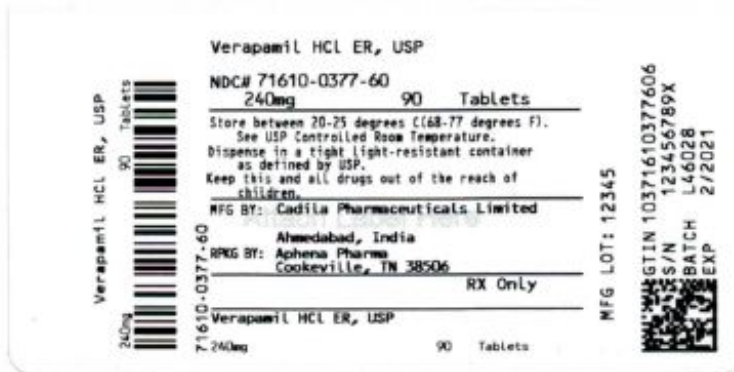 Verapamil HCl ER, USP
NDC# 71610-0377-60
240mg 90 Tablets
Store between 20-25 degrees C(68-77 degrees F).
See USP Controlled Room Temperature.
Dispense in a tight light-resistant container
as defined by USP.
Keep this and all drugs out of the reach of
children.
MFG BY: Cadila Pharmaceuticals Limited
Ahmedabad, India
RPKG BY: Aphena Pharma
Cookeville, TN 38506
RX Only
Verapamil HCl ER, USP
240mg 90 Tablets
Verapamil HCl ER, USP
240mg 90 Tablets
71610-0377-60
MFG LOT: 12345
GTIN 10371610377606
S/N 123456789X
BATCH L46028
EXP 2/2021
Attach Label Here